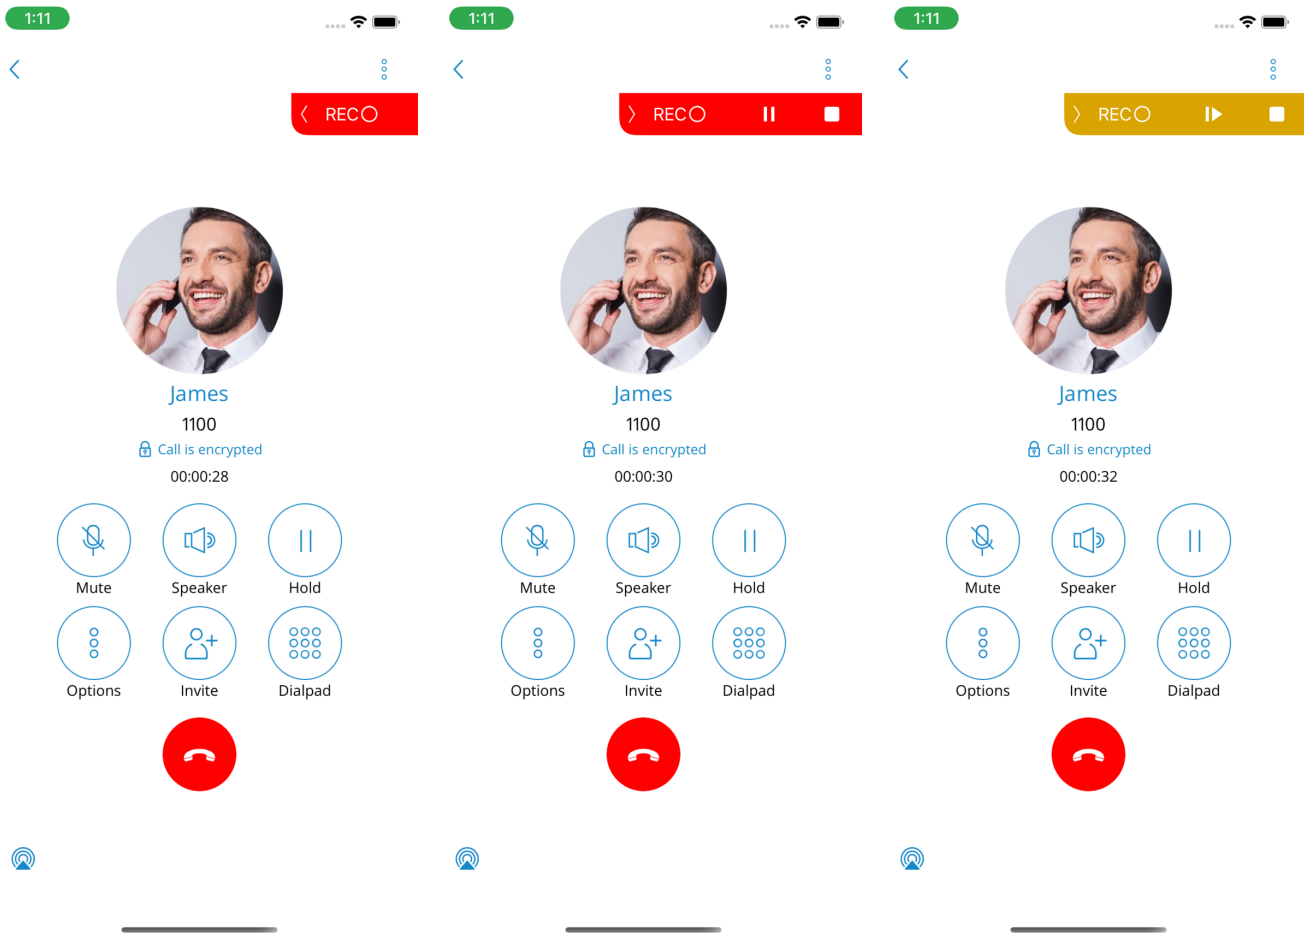 1:11
REC
James
1100
Call is encrypted
00:00:28
Mute Speaker Hold
Options Invite Dialpad
1:11
REC
James
1100
Call is encrypted
00:00:30
Mute Speaker Hold
Options Invite Dialpad
1:11
REC
James
1100
Call is encrypted
00:00:32
Mute Speaker Hold
Options Invite Dialpad